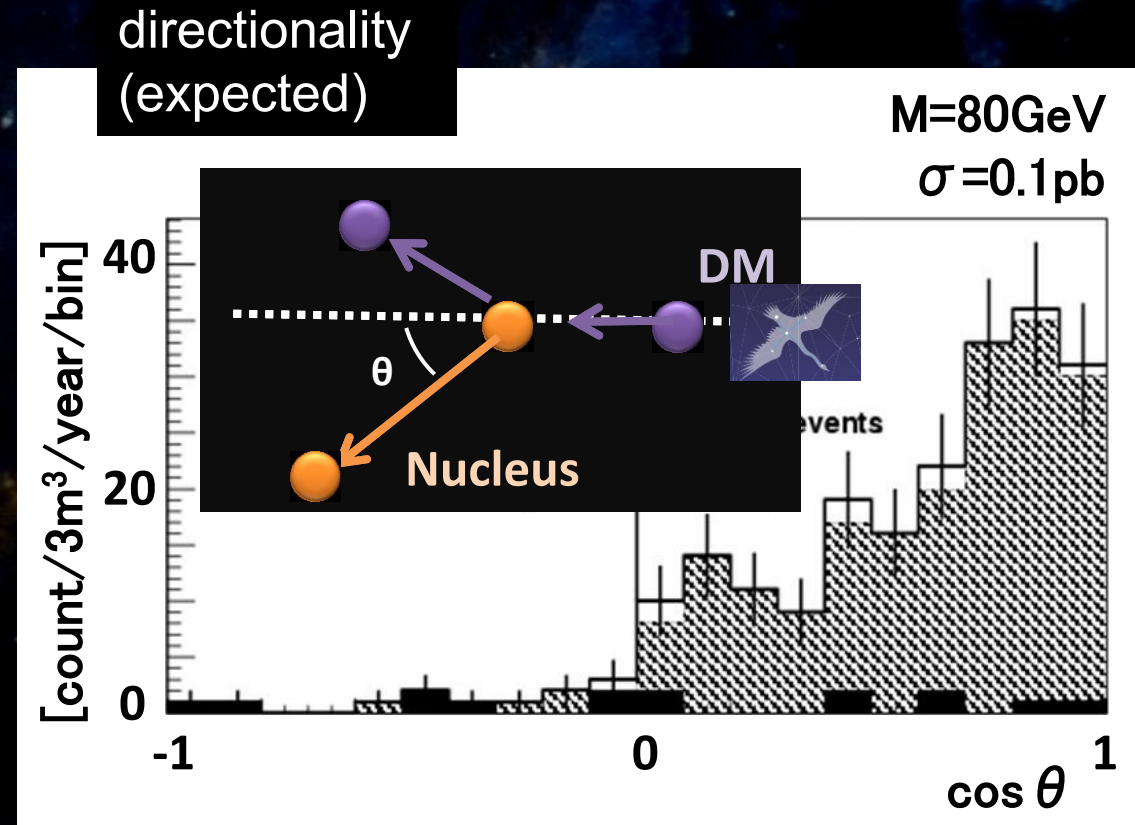 directionality
(expected)
M=80GeV
σ=0.1pb
[count/3m³/year/bin]
40
20
0
DM
θ
Nucleus
events
-1
0
1
cos θ